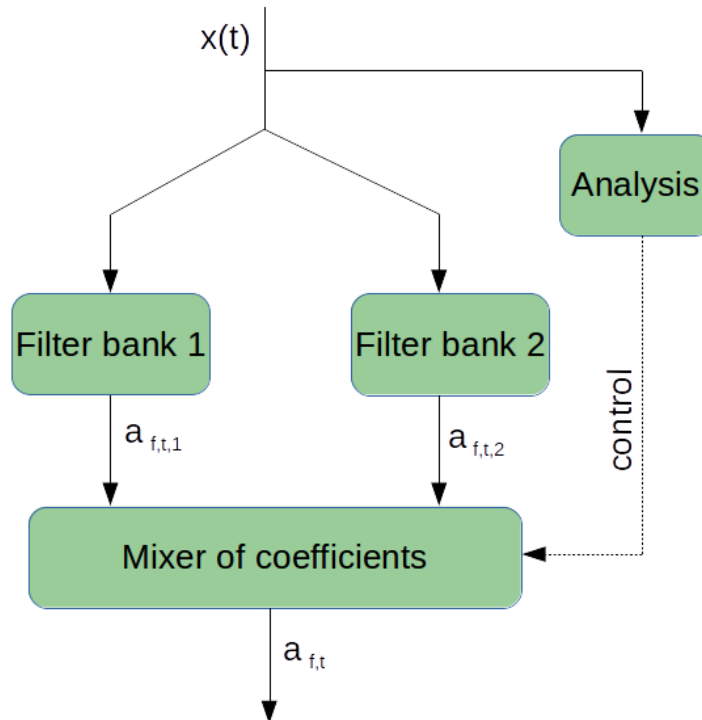 x(t)
Analysis
Filter bank 1
Filter bank 2
control
a f,t,1
a f,t,2
Mixer of coefficients
a f,t